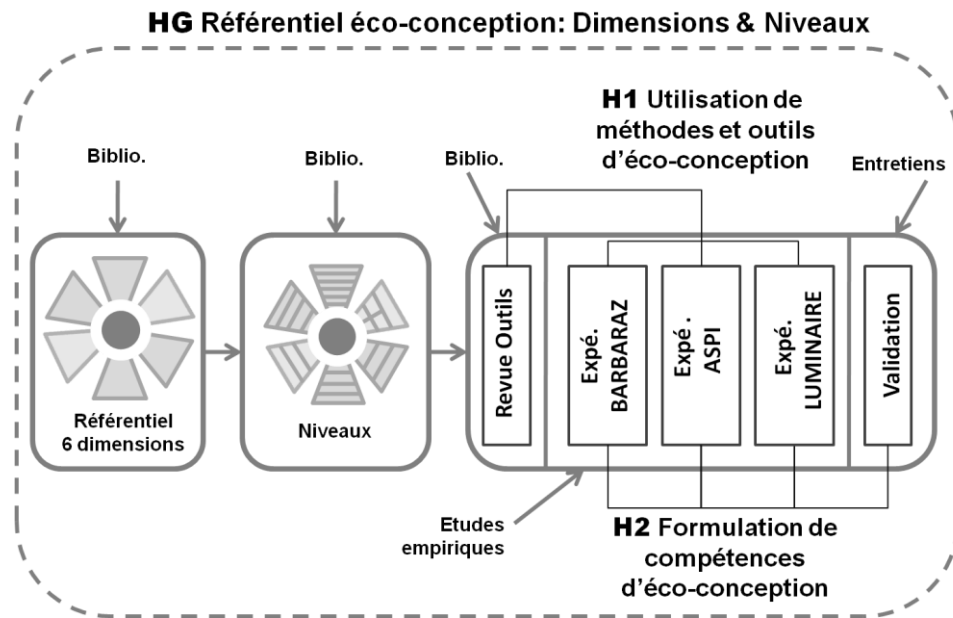 HG Référentiel éco-conception: Dimensions & Niveaux
H1 Utilisation de
méthodes et outils
d'éco-conception
Biblio.
Biblio.
Biblio.
Entretiens
Référentiel
6 dimensions
Niveaux
Revue Outils
Expé.
BARBARAZ
Expé .
ASPI
Expé.
LUMINAIRE
Validation
Etudes
empiriques
H2 Formulation de
compétences
d'éco-conception